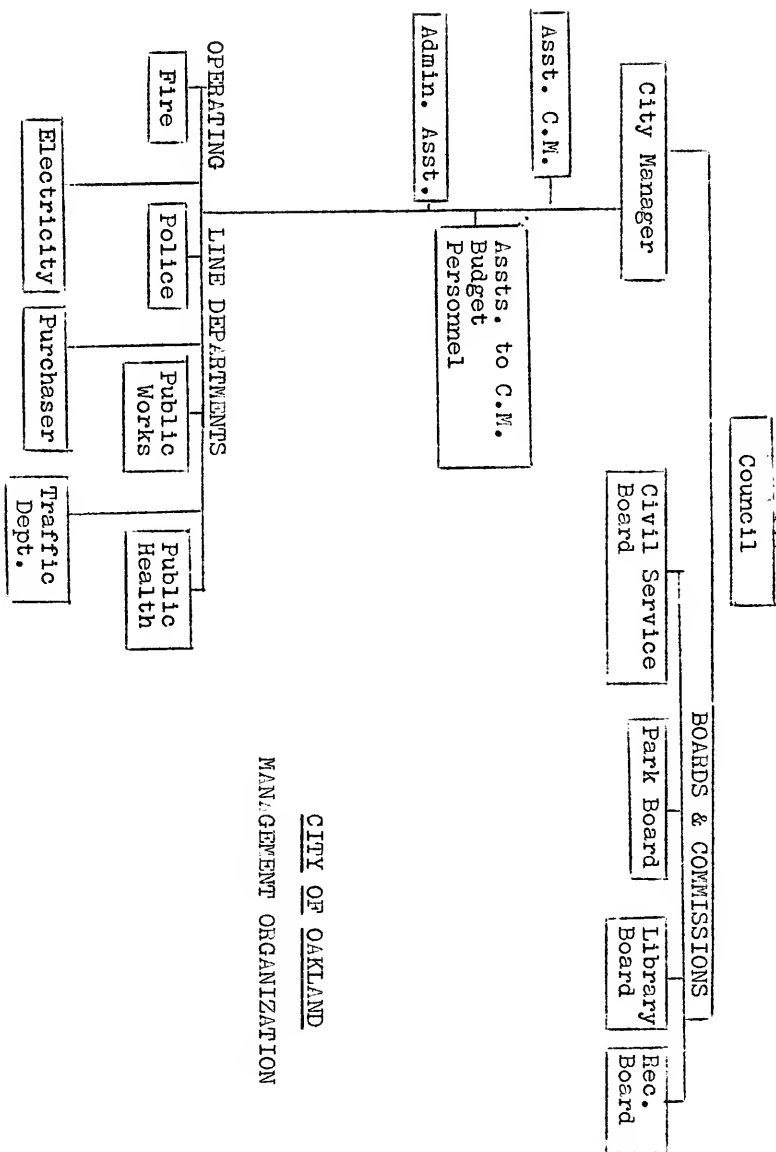 Council
BOARDS & COMMISSIONS
City Manager
Civil Service
Board
Park Board
Library
Board
Rec.
Board
Asst. C.M.
Assts. to C.M.
Budget
Personnel
Admin. Asst.
OPERATING LINE DEPARTMENTS
Fire
Police
Public
Works
Public
Health
Electricity
Purchaser
Traffic
Dept.
CITY OF OAKLAND
MANAGEMENT ORGANIZATION